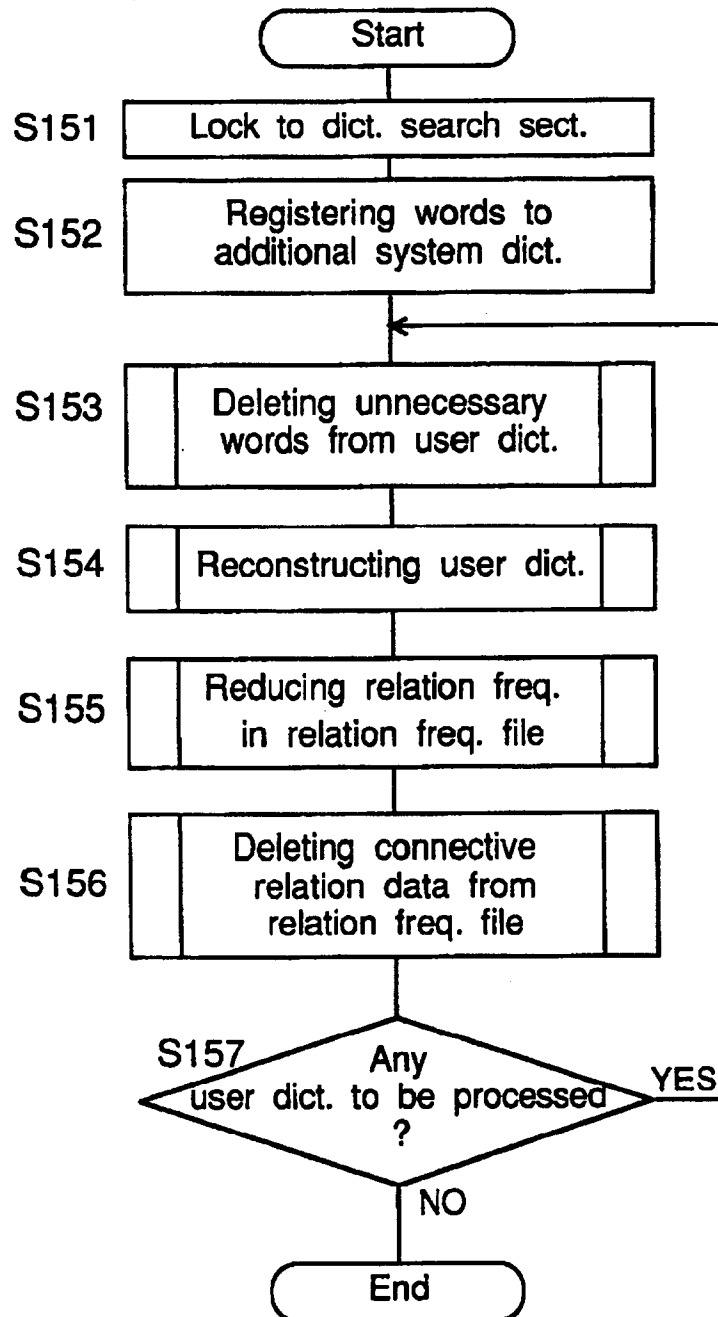 Start
S151
Lock to dict. search sect.
S152
Registering words to
additional system dict.
S153
Deleting unnecessary
words from user dict.
S154
Reconstructing user dict.
S155
Reducing relation freq.
in relation freq. file
S156
Deleting connective
relation data from
relation freq. file
S157
Any
user dict. to be processed
?
YES
NO
End